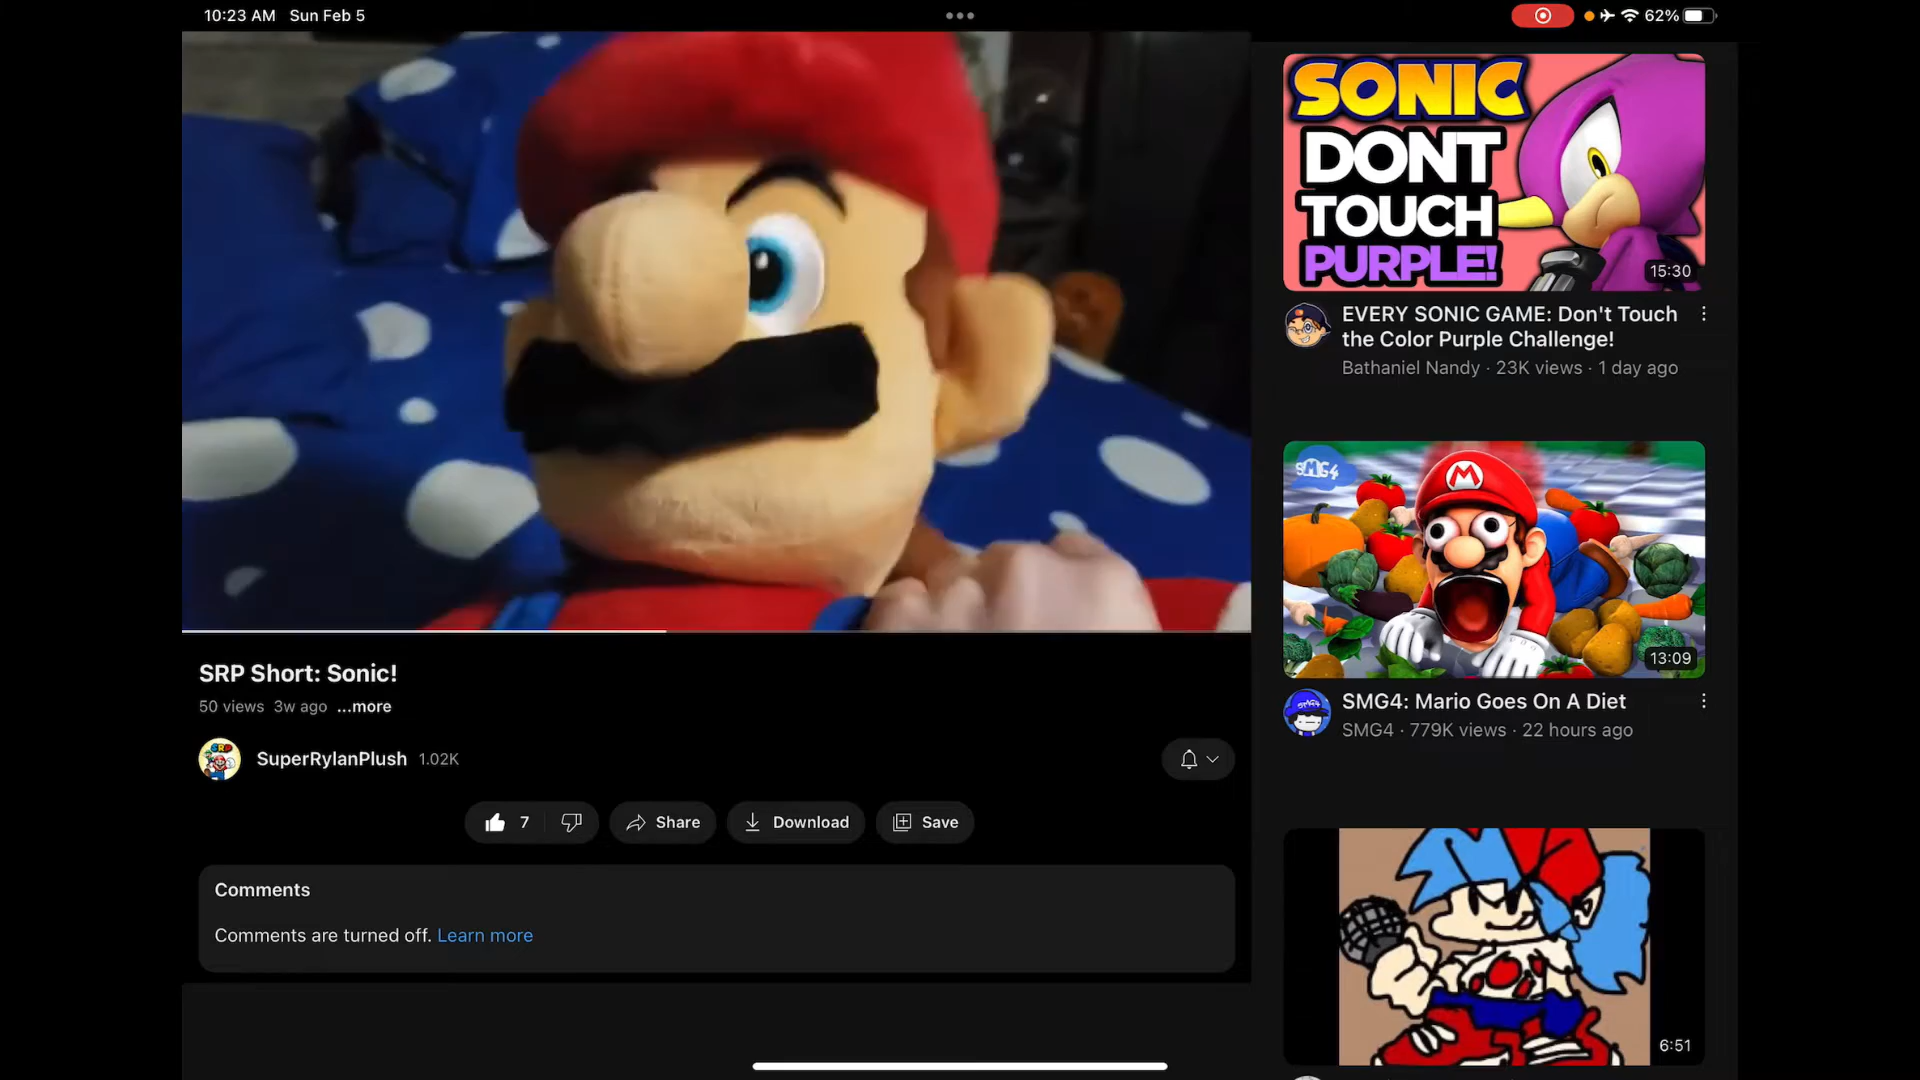 10:23 AM Sun Feb 5
62%
SONIC
DONT
TOUCH
PURPLE!
15:30
EVERY SONIC GAME: Don't Touch
the Color Purple Challenge!
Bathaniel Nandy · 23K views · 1 day ago
SMG4
M
13:09
SMG4: Mario Goes On A Diet
SMG4 · 779K views · 22 hours ago
6:51
SRP Short: Sonic!
50 views 3w ago ...more
SRP
SuperRylanPlush 1.02K
7
Share
Download
Save
Comments
Comments are turned off. Learn more